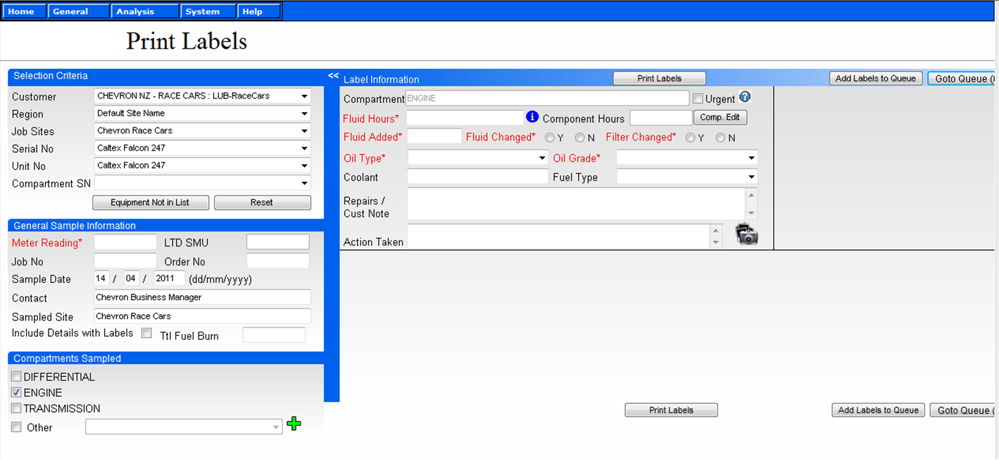 Home General Analysis System Help
Print Labels
Selection Criteria
Customer CHEVRON NZ - RACE CARS : LUB-RaceCars
Region Default Site Name
Job Sites Chevron Race Cars
Serial No Caltex Falcon 247
Unit No Caltex Falcon 247
Compartment SN
Equipment Not in List Reset
General Sample Information
Meter Reading* LTD SMU
Job No Order No
Sample Date 14 / 04 / 2011 (dd/mm/yyyy)
Contact Chevron Business Manager
Sampled Site Chevron Race Cars
Include Details with Labels Ttl Fuel Burn
Compartments Sampled
DIFFERENTIAL
ENGINE
TRANSMISSION
Other
<< Label Information Print Labels Add Labels to Queue Goto Queue (
Compartment ENGINE Urgent ?
Fluid Hours* i Component Hours Comp. Edit
Fluid Added* Fluid Changed* Y N Filter Changed* Y N
Oil Type* Oil Grade*
Coolant Fuel Type
Repairs /
Cust Note
Action Taken
Print Labels Add Labels to Queue Goto Queue (